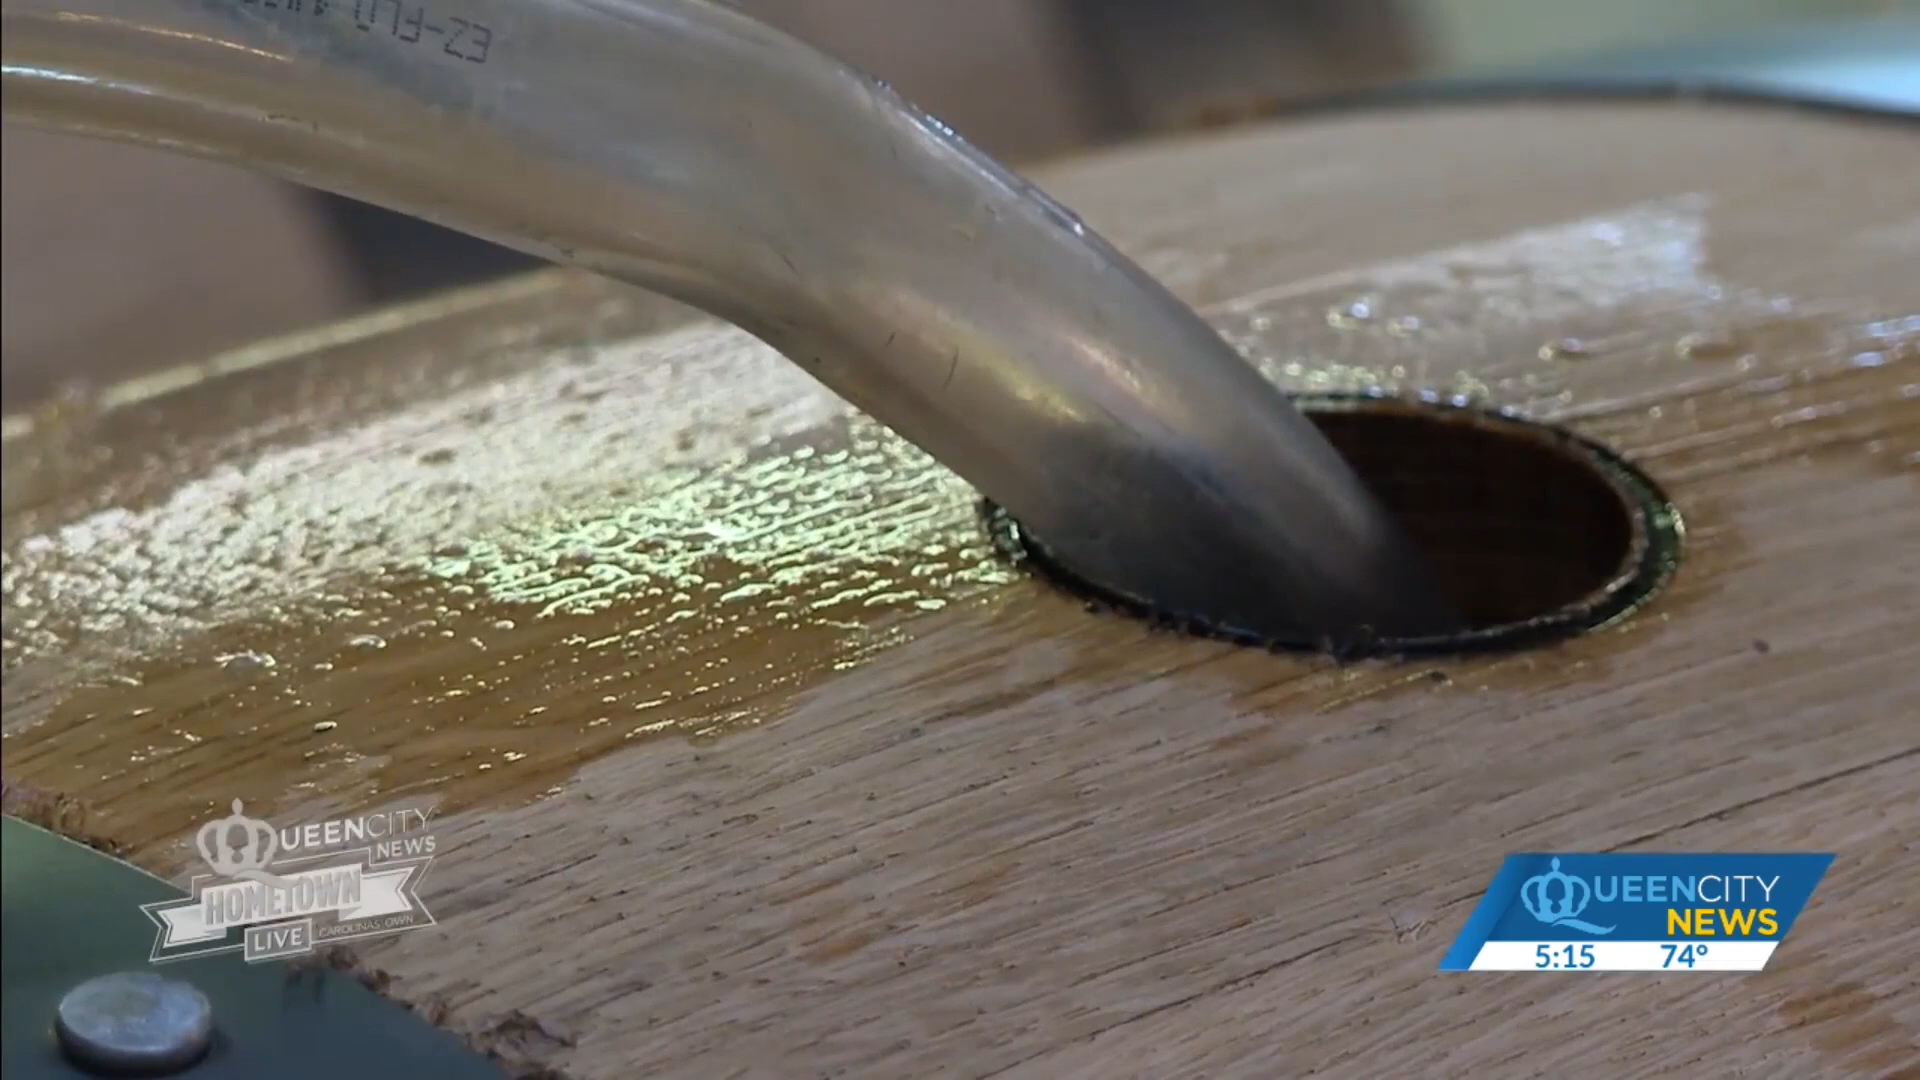 EZ-FLO
QUEENCITY
NEWS
HOMETOWN
LIVE
CAROLINAS' OWN
QUEENCITY
NEWS
5:15 74°